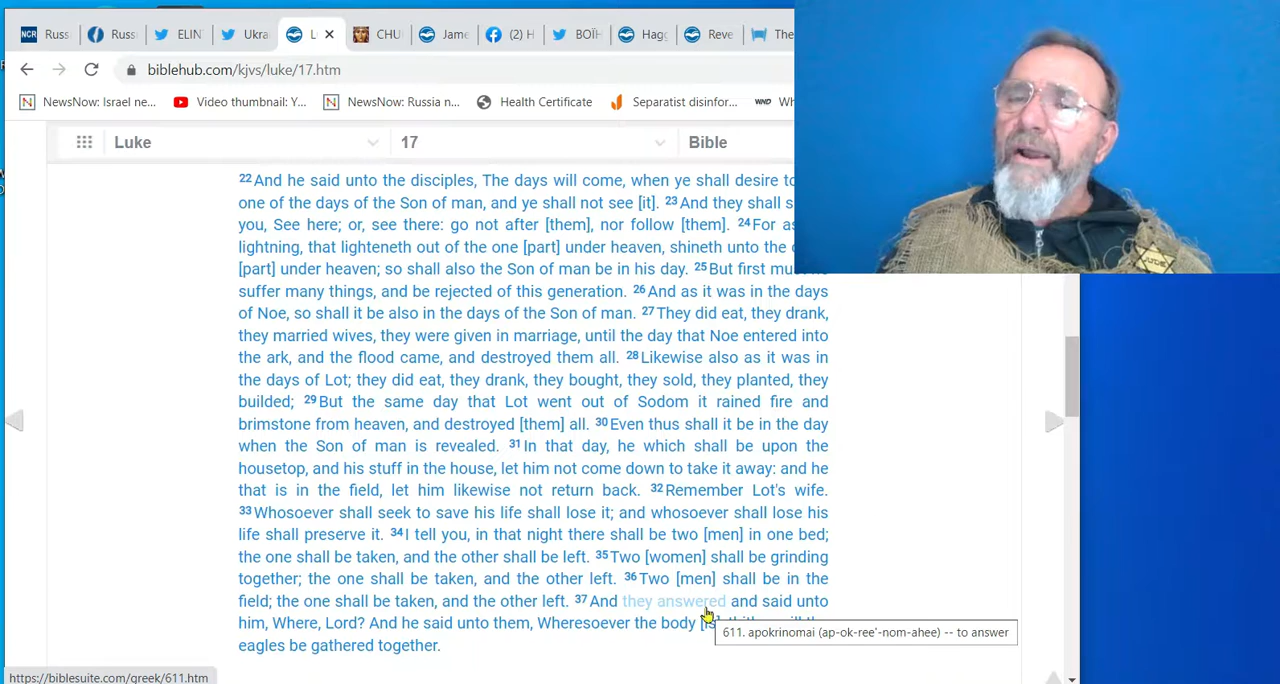 NCR Russ
Russ
ELIN
Ukra
L
CHU
Jame
(2) H
BOÏH
Hagg
Reve
The
biblehub.com/kjvs/luke/17.htm
NewsNow: Israel ne...
Video thumbnail: Y...
NewsNow: Russia n...
Health Certificate
Separatist disinfor...
WND Wh
Luke
17
Bible
22 And he said unto the disciples, The days will come, when ye shall desire to
one of the days of the Son of man, and ye shall not see [it]. 23 And they shall s
you, See here; or, see there: go not after [them], nor follow [them]. 24 For as
lightning, that lighteneth out of the one [part] under heaven, shineth unto the
[part] under heaven; so shall also the Son of man be in his day. 25 But first must
suffer many things, and be rejected of this generation. 26 And as it was in the days
of Noe, so shall it be also in the days of the Son of man. 27 They did eat, they drank,
they married wives, they were given in marriage, until the day that Noe entered into
the ark, and the flood came, and destroyed them all. 28 Likewise also as it was in
the days of Lot; they did eat, they drank, they bought, they sold, they planted, they
builded; 29 But the same day that Lot went out of Sodom it rained fire and
brimstone from heaven, and destroyed [them] all. 30 Even thus shall it be in the day
when the Son of man is revealed. 31 In that day, he which shall be upon the
housetop, and his stuff in the house, let him not come down to take it away: and he
that is in the field, let him likewise not return back. 32 Remember Lot's wife.
33 Whosoever shall seek to save his life shall lose it; and whosoever shall lose his
life shall preserve it. 34 I tell you, in that night there shall be two [men] in one bed;
the one shall be taken, and the other shall be left. 35 Two [women] shall be grinding
together; the one shall be taken, and the other left. 36 Two [men] shall be in the
field; the one shall be taken, and the other left. 37 And they answered and said unto
him, Where, Lord? And he said unto them, Wheresoever the body
611. apokrinomai (ap-ok-ree'-nom-ahee) -- to answer
eagles be gathered together.
https://biblesuite.com/greek/611.htm